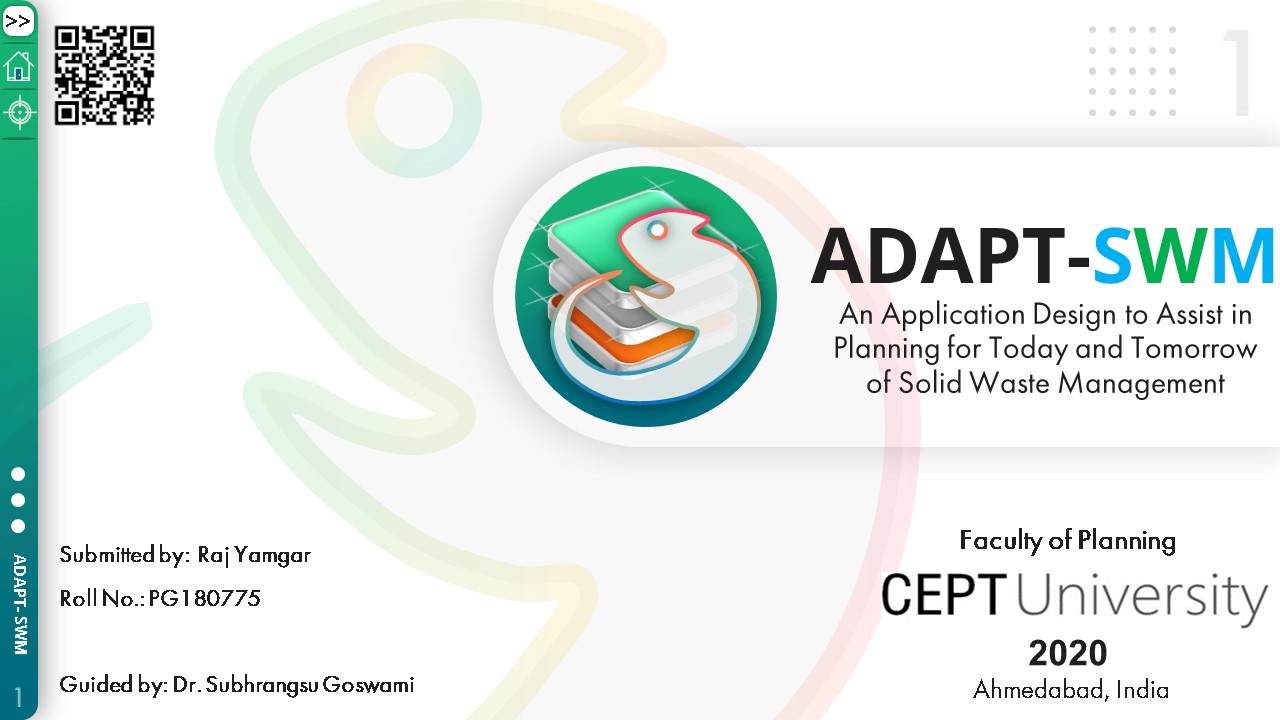 >>
1
ADAPT-SWM
An Application Design to Assist in
Planning for Today and Tomorrow
of Solid Waste Management
Submitted by: Raj Yamgar
Roll No.: PG180775
Guided by: Dr. Subhrangsu Goswami
Faculty of Planning
CEPT University
2020
Ahmedabad, India
ADAPT- SWM
1